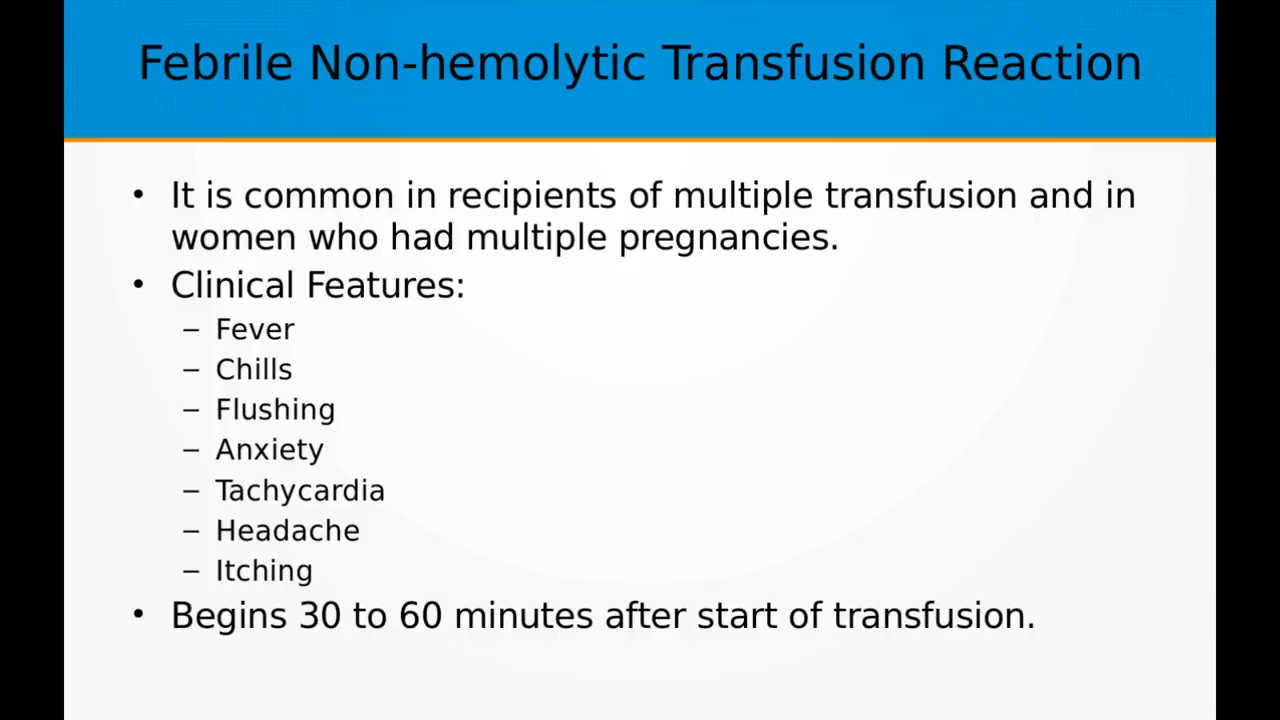 Febrile Non-hemolytic Transfusion Reaction
• It is common in recipients of multiple transfusion and in
women who had multiple pregnancies.
• Clinical Features:
– Fever
– Chills
– Flushing
– Anxiety
– Tachycardia
– Headache
– Itching
• Begins 30 to 60 minutes after start of transfusion.